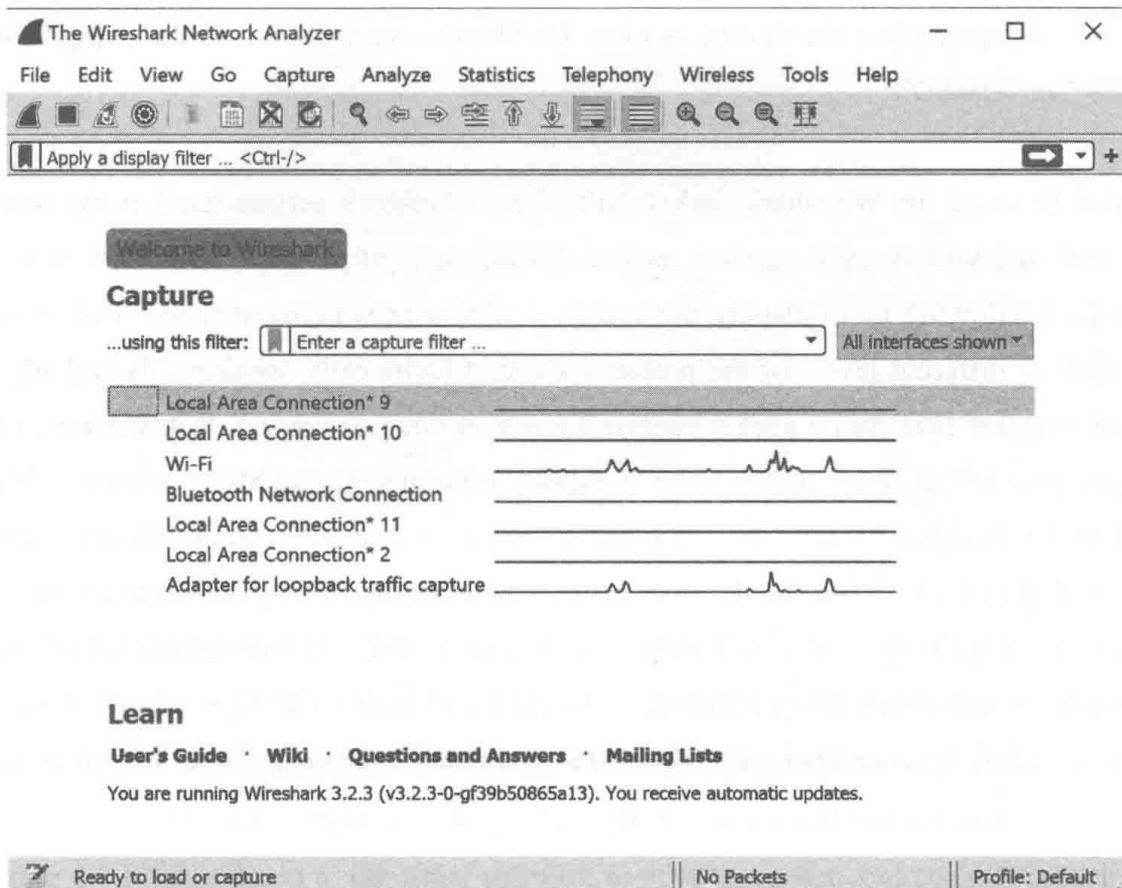 The Wireshark Network Analyzer
File Edit View Go Capture Analyze Statistics Telephony Wireless Tools Help
Apply a display filter ... <Ctrl-/>
Welcome to Wireshark
Capture
...using this filter: Enter a capture filter ... All interfaces shown
Local Area Connection* 9
Local Area Connection* 10
Wi-Fi
Bluetooth Network Connection
Local Area Connection* 11
Local Area Connection* 2
Adapter for loopback traffic capture
Learn
User's Guide · Wiki · Questions and Answers · Mailing Lists
You are running Wireshark 3.2.3 (v3.2.3-0-gf39b50865a13). You receive automatic updates.
Ready to load or capture No Packets Profile: Default